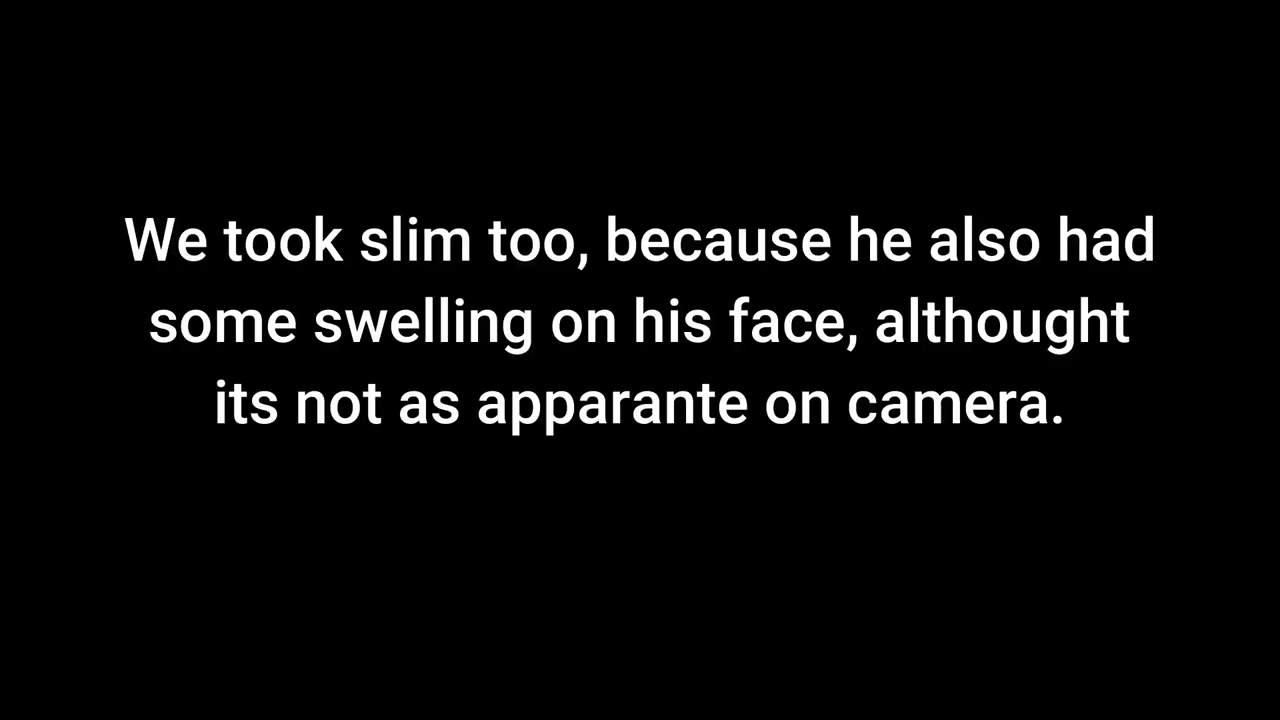 We took slim too, because he also had
some swelling on his face, althought
its not as apparante on camera.